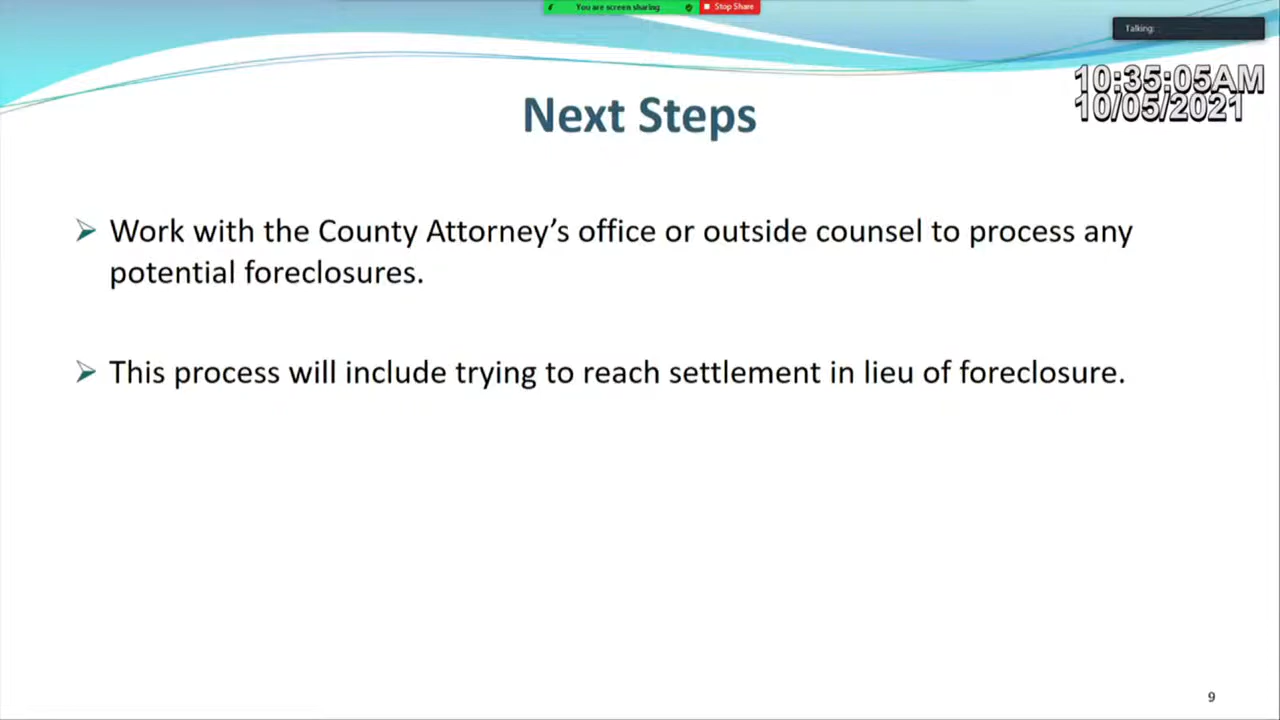 You are screen sharing
Stop Share
Talking:
10:35:05AM
10/05/2021
Next Steps
➢ Work with the County Attorney’s office or outside counsel to process any
potential foreclosures.
➢ This process will include trying to reach settlement in lieu of foreclosure.
9